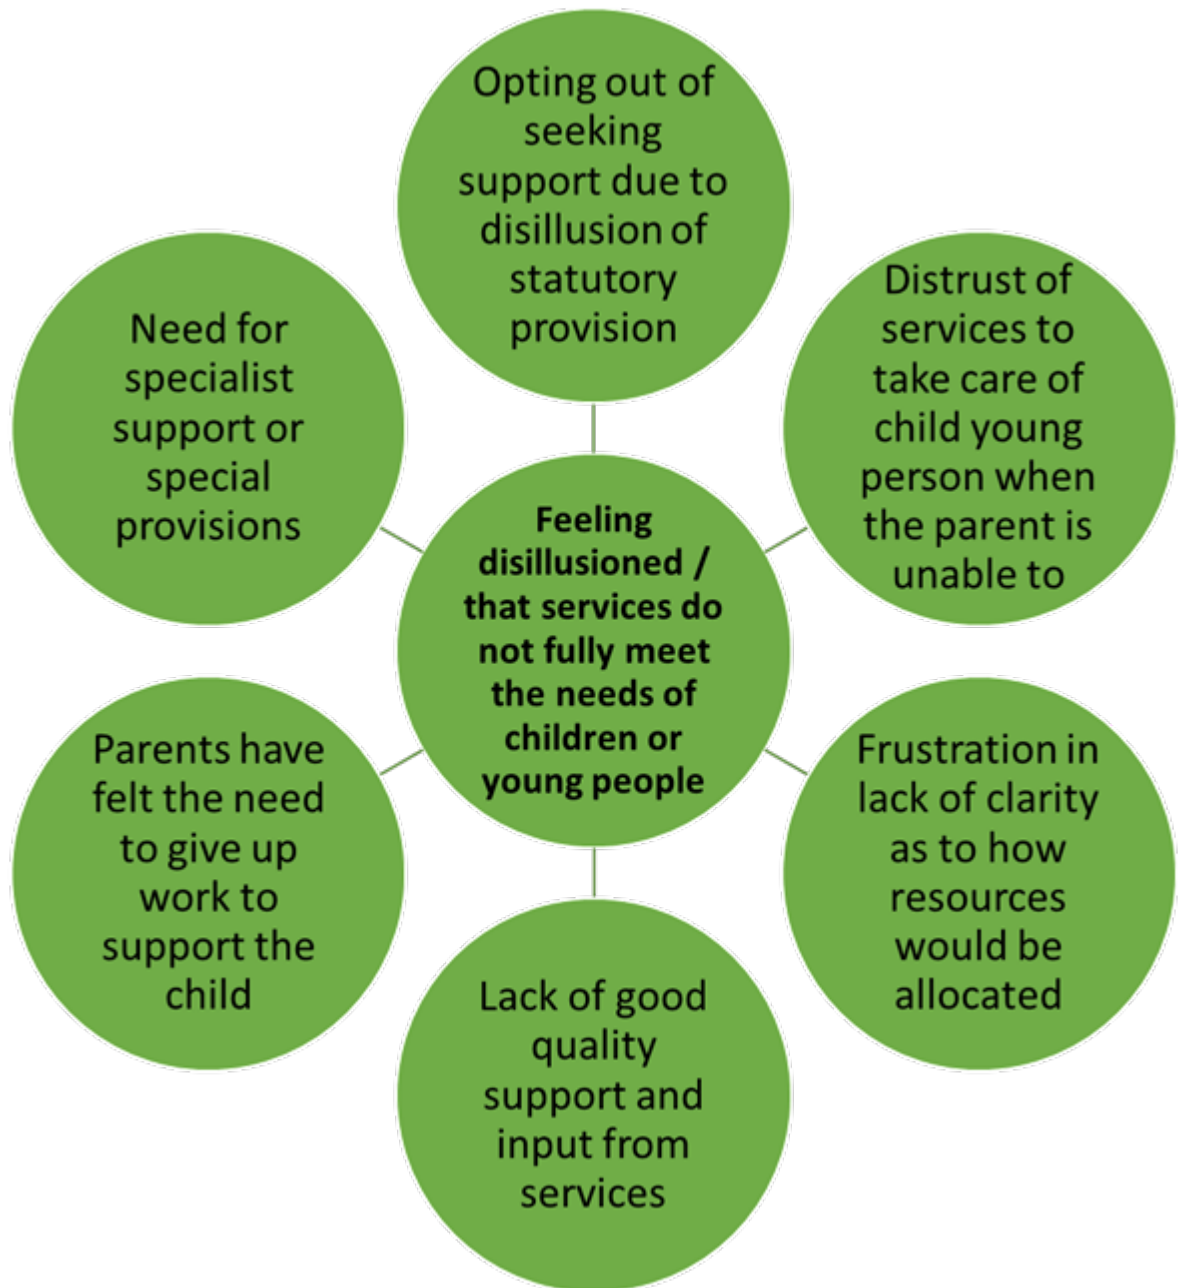 Opting out of
seeking
support due to
disillusion of
statutory
provision
Distrust of
services to
take care of
child young
person when
the parent is
unable to
Need for
specialist
support or
special
provisions
Feeling
disillusioned /
that services do
not fully meet
the needs of
children or
young people
Parents have
felt the need
to give up
work to
support the
child
Frustration in
lack of clarity
as to how
resources
would be
allocated
Lack of good
quality
support and
input from
services